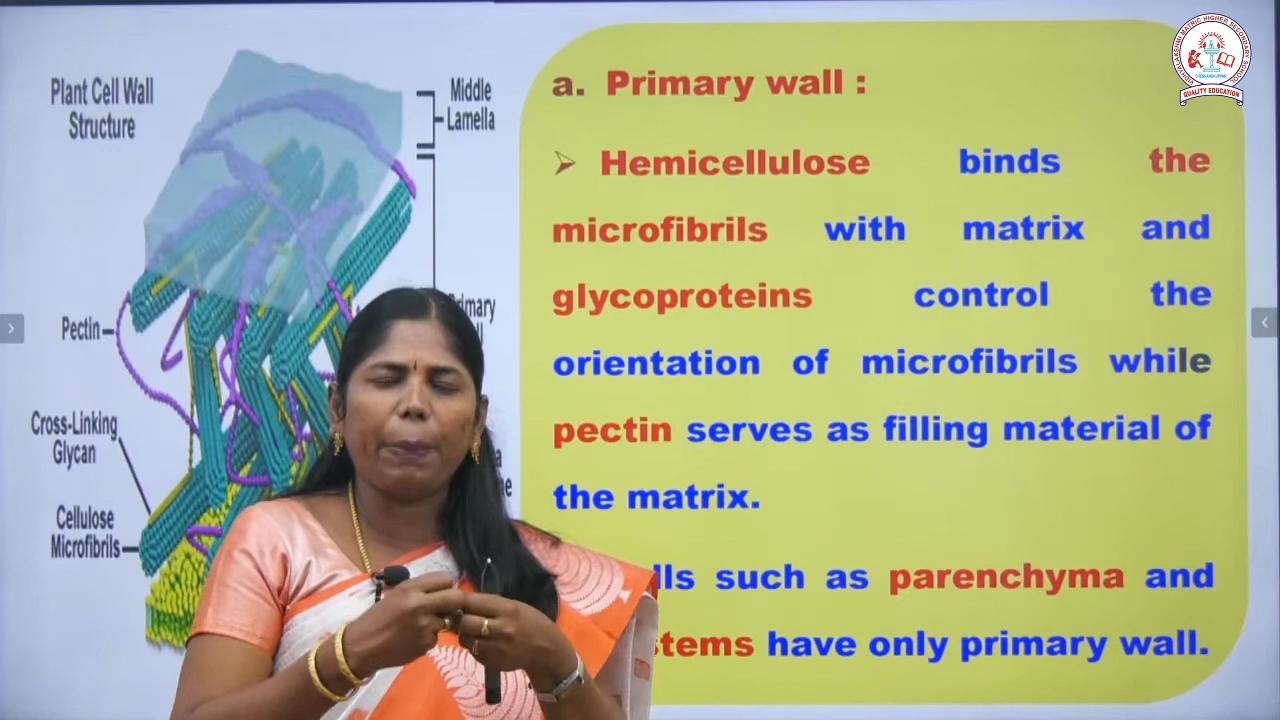 Plant Cell Wall
Structure
Middle
Lamella
Pectin
Cross-Linking
Glycan
Cellulose
Microfibrils
a. Primary wall :
➢ Hemicellulose binds the
microfibrils with matrix and
glycoproteins control the
orientation of microfibrils while
pectin serves as filling material of
the matrix.
such as parenchyma and
have only primary wall.
QUALITY EDUCATION